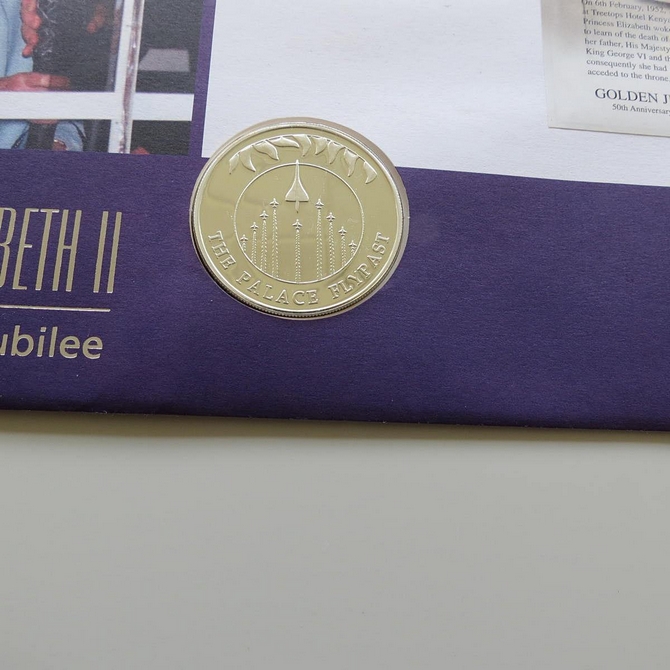 On 6th February, 1952,
at Treetops Hotel Keny
Princess Elizabeth woke
to learn of the death of
her father, His Majesty
King George VI and th
consequently she had
acceded to the throne
GOLDEN J
50th Anniversar
THE PALACE FLYPAST
BETH II
ubilee